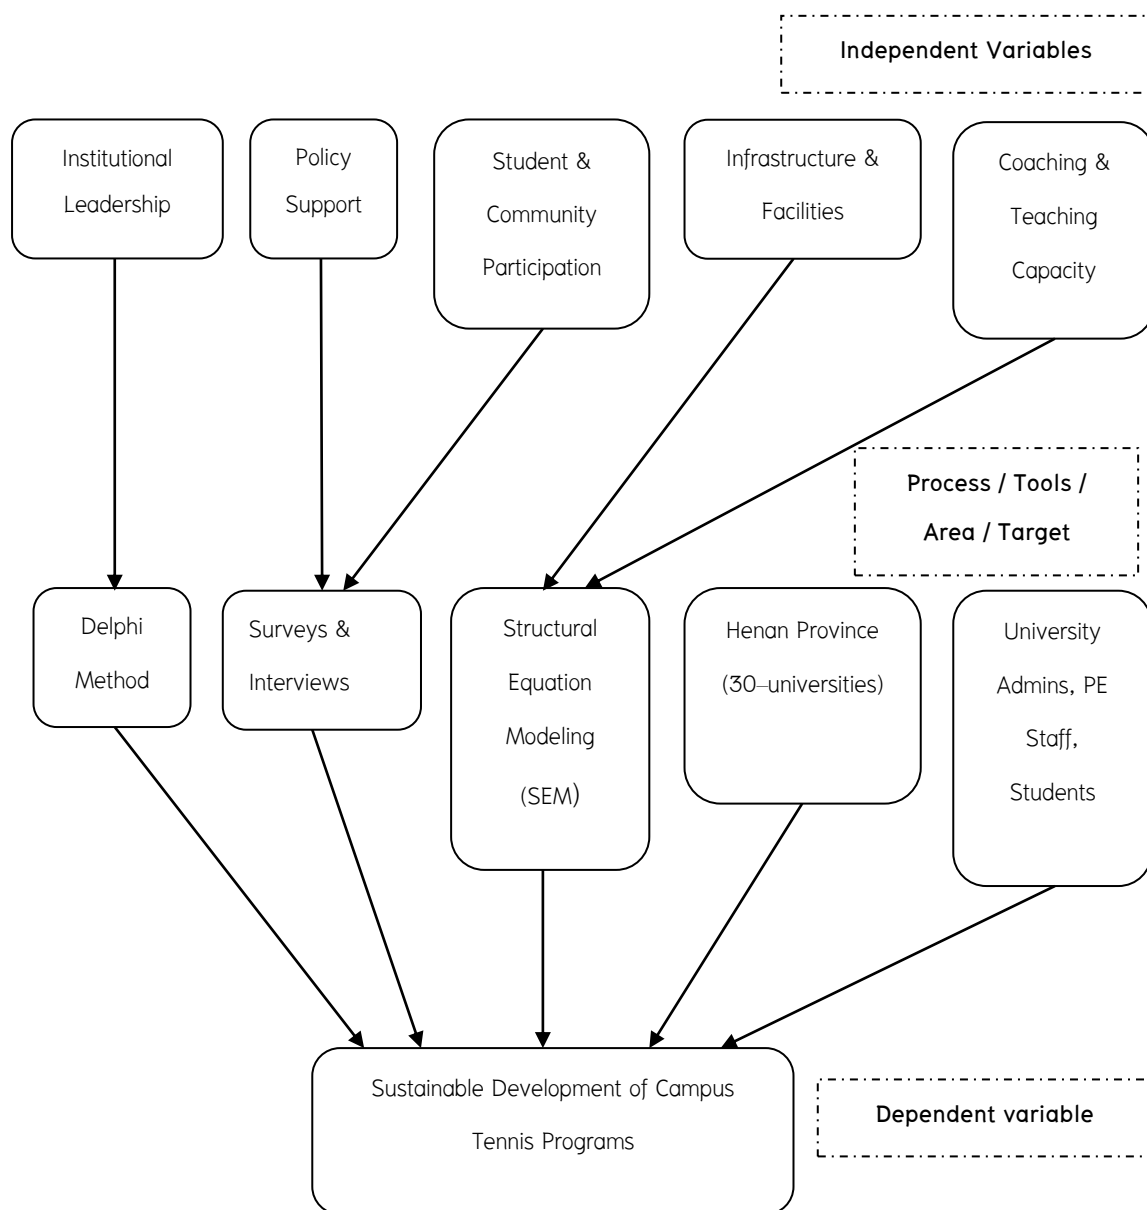 Independent Variables
Institutional
Leadership
Policy
Support
Student &
Community
Participation
Infrastructure &
Facilities
Coaching &
Teaching
Capacity
Process / Tools /
Area / Target
Delphi
Method
Surveys &
Interviews
Structural
Equation
Modeling
(SEM)
Henan Province
(30–universities)
University
Admins, PE
Staff,
Students
Sustainable Development of Campus
Tennis Programs
Dependent variable